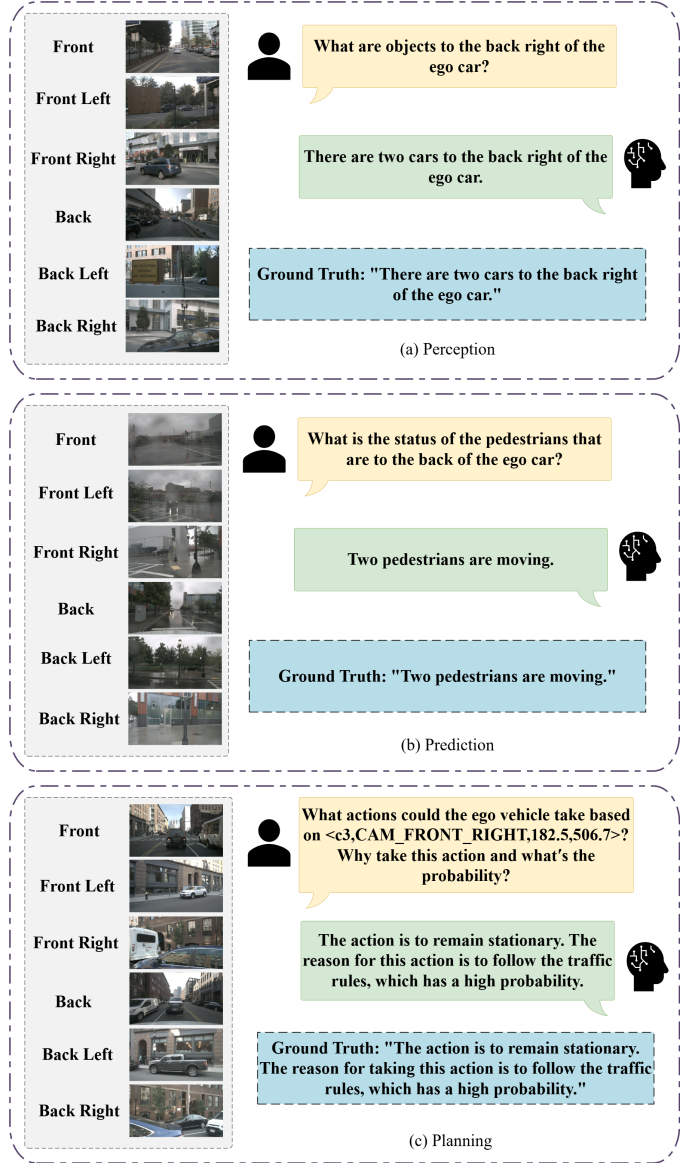 Front
Front Left
Front Right
Back
Back Left
Back Right
What are objects to the back right of the
ego car?
There are two cars to the back right of the
ego car.
Ground Truth: "There are two cars to the back right
of the ego car."
(a) Perception
Front
Front Left
Front Right
Back
Back Left
Back Right
What is the status of the pedestrians that
are to the back of the ego car?
Two pedestrians are moving.
Ground Truth: "Two pedestrians are moving."
(b) Prediction
Front
Front Left
Front Right
Back
Back Left
Back Right
What actions could the ego vehicle take based
on <c3,CAM_FRONT_RIGHT,182.5,506.7>?
Why take this action and what's the
probability?
The action is to remain stationary. The
reason for this action is to follow the traffic
rules, which has a high probability.
Ground Truth: "The action is to remain stationary.
The reason for taking this action is to follow the traffic
rules, which has a high probability."
(c) Planning